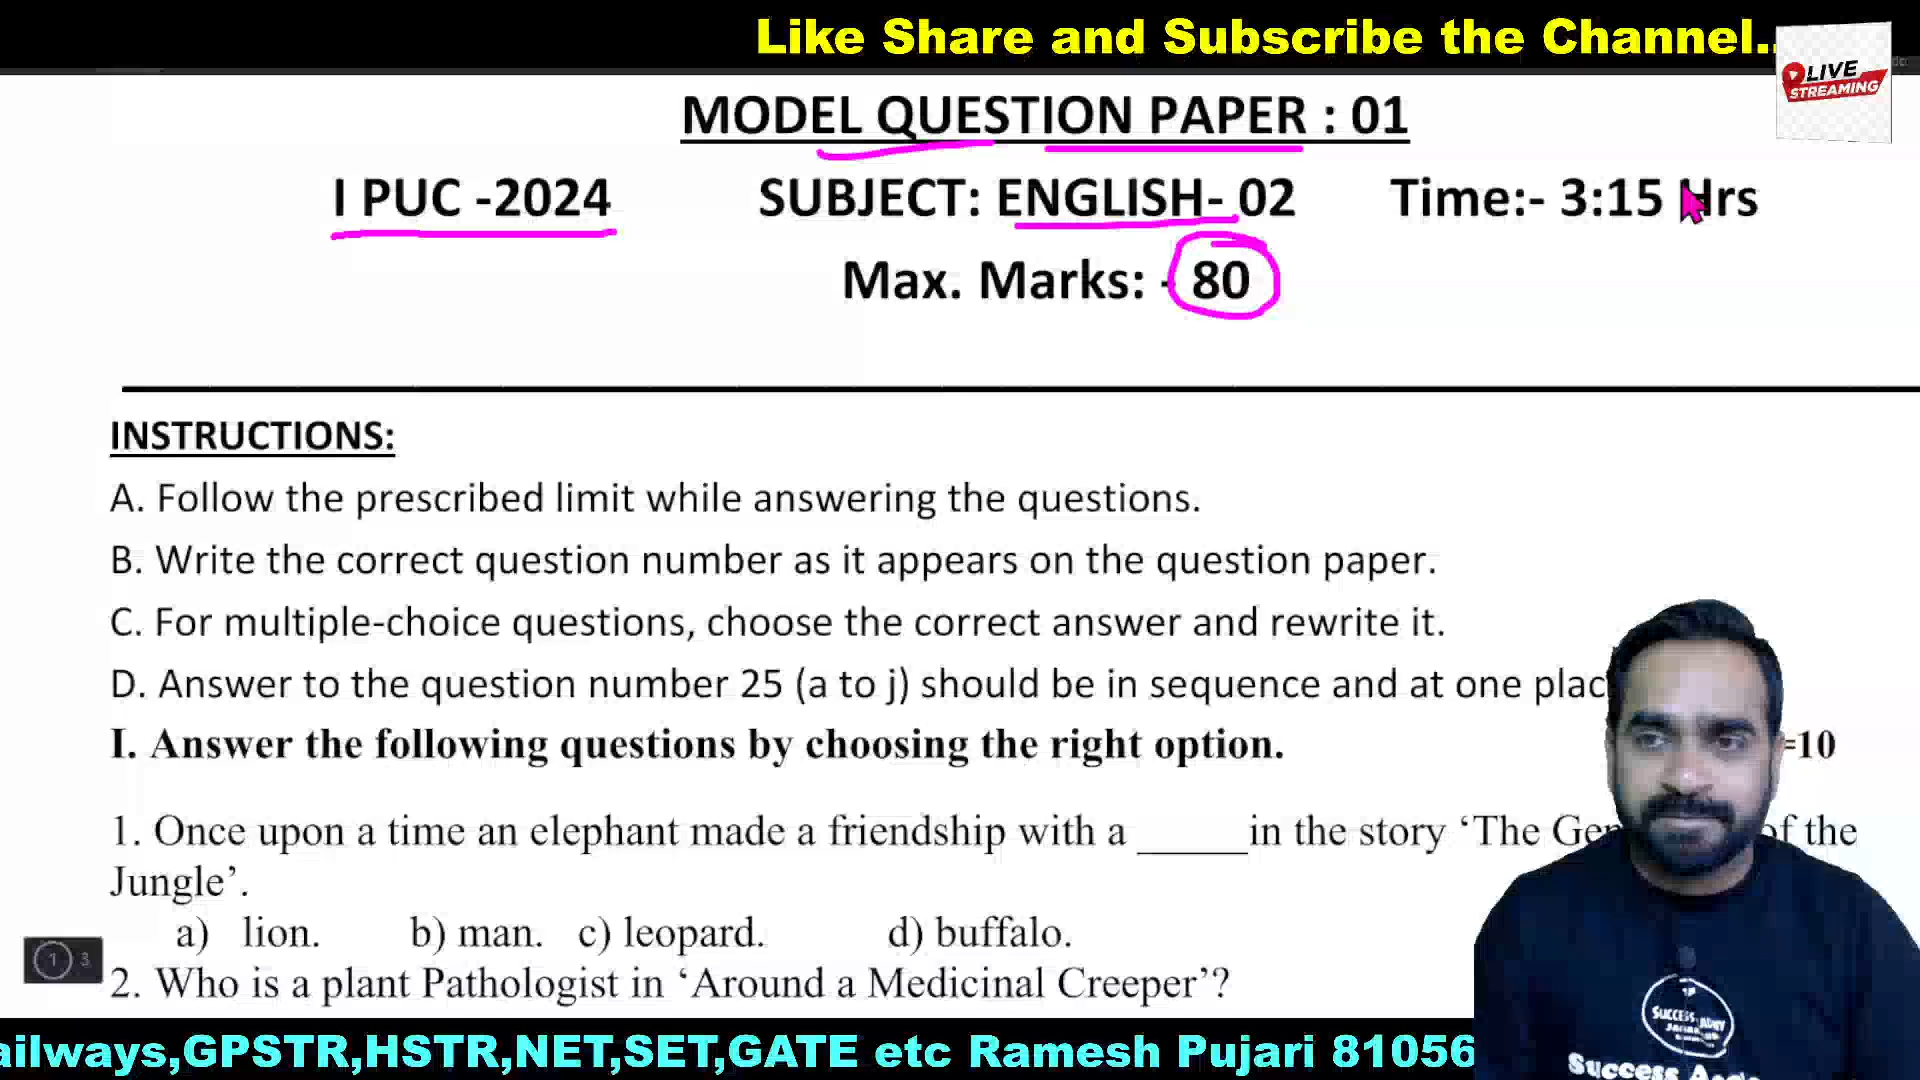 Like Share and Subscribe the Channel..
LIVE
STREAMING
MODEL QUESTION PAPER : 01
I PUC -2024 SUBJECT: ENGLISH- 02 Time:- 3:15 Hrs
Max. Marks: - 80
INSTRUCTIONS:
A. Follow the prescribed limit while answering the questions.
B. Write the correct question number as it appears on the question paper.
C. For multiple-choice questions, choose the correct answer and rewrite it.
D. Answer to the question number 25 (a to j) should be in sequence and at one plac
I. Answer the following questions by choosing the right option. =10
1. Once upon a time an elephant made a friendship with a _____in the story ‘The Ge of the
Jungle’.
a) lion. b) man. c) leopard. d) buffalo.
1 3
2. Who is a plant Pathologist in ‘Around a Medicinal Creeper’?
ailways,GPSTR,HSTR,NET,SET,GATE etc Ramesh Pujari 81056
Success